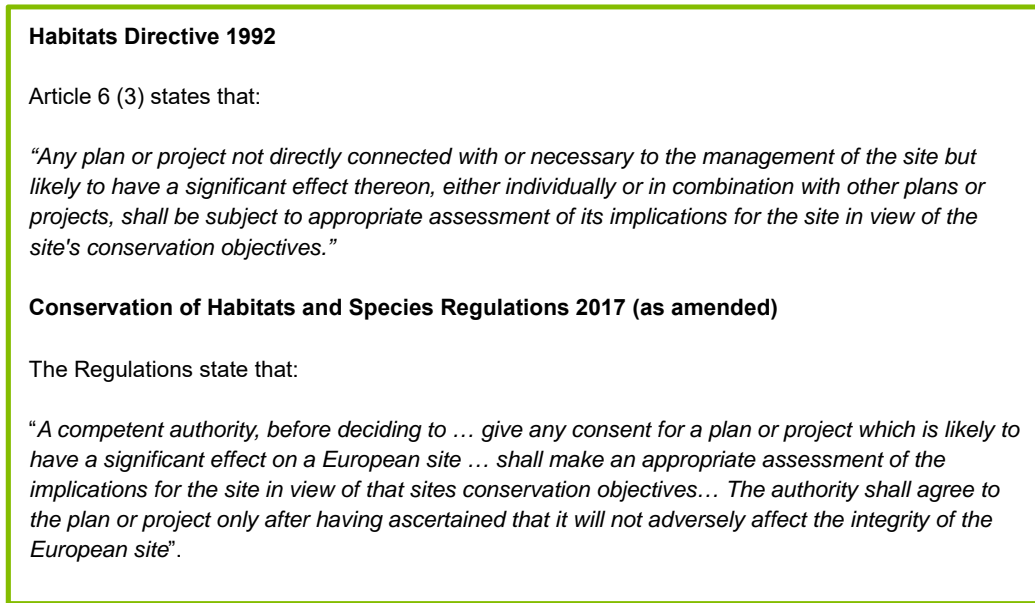 Habitats Directive 1992
Article 6 (3) states that:
“Any plan or project not directly connected with or necessary to the management of the site but
likely to have a significant effect thereon, either individually or in combination with other plans or
projects, shall be subject to appropriate assessment of its implications for the site in view of the
site's conservation objectives.”
Conservation of Habitats and Species Regulations 2017 (as amended)
The Regulations state that:
“A competent authority, before deciding to … give any consent for a plan or project which is likely to
have a significant effect on a European site … shall make an appropriate assessment of the
implications for the site in view of that sites conservation objectives… The authority shall agree to
the plan or project only after having ascertained that it will not adversely affect the integrity of the
European site”.